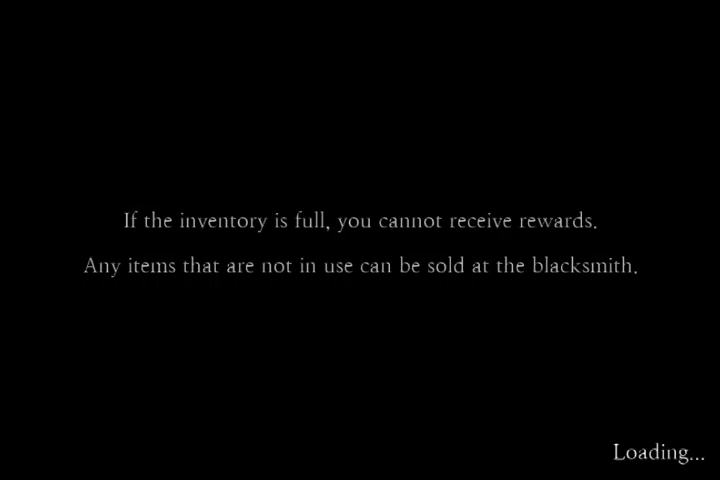 If the inventory is full, you cannot receive rewards.
Any items that are not in use can be sold at the blacksmith.
Loading...